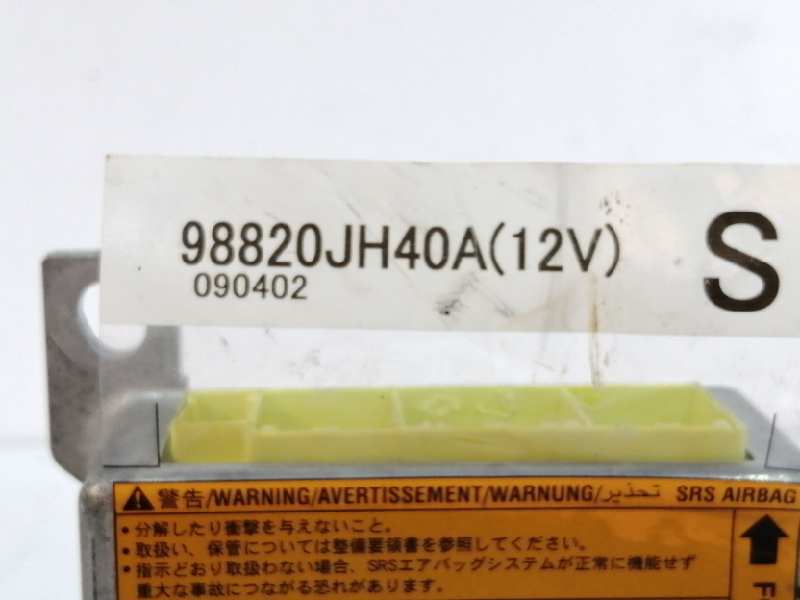 98820JH40A(12V)
S
090402
警告/WARNING/AVERTISSEMENT/WARNUNG/تحذير SRS AIRBAG
・分解したり衝撃を与えないこと。
・取扱い、保管については整備要領書を参照してください。
・指示どおり取扱わない場合、SRSエアバッグシステムが正常に機能せず
重大な事故につながる恐れがあります。